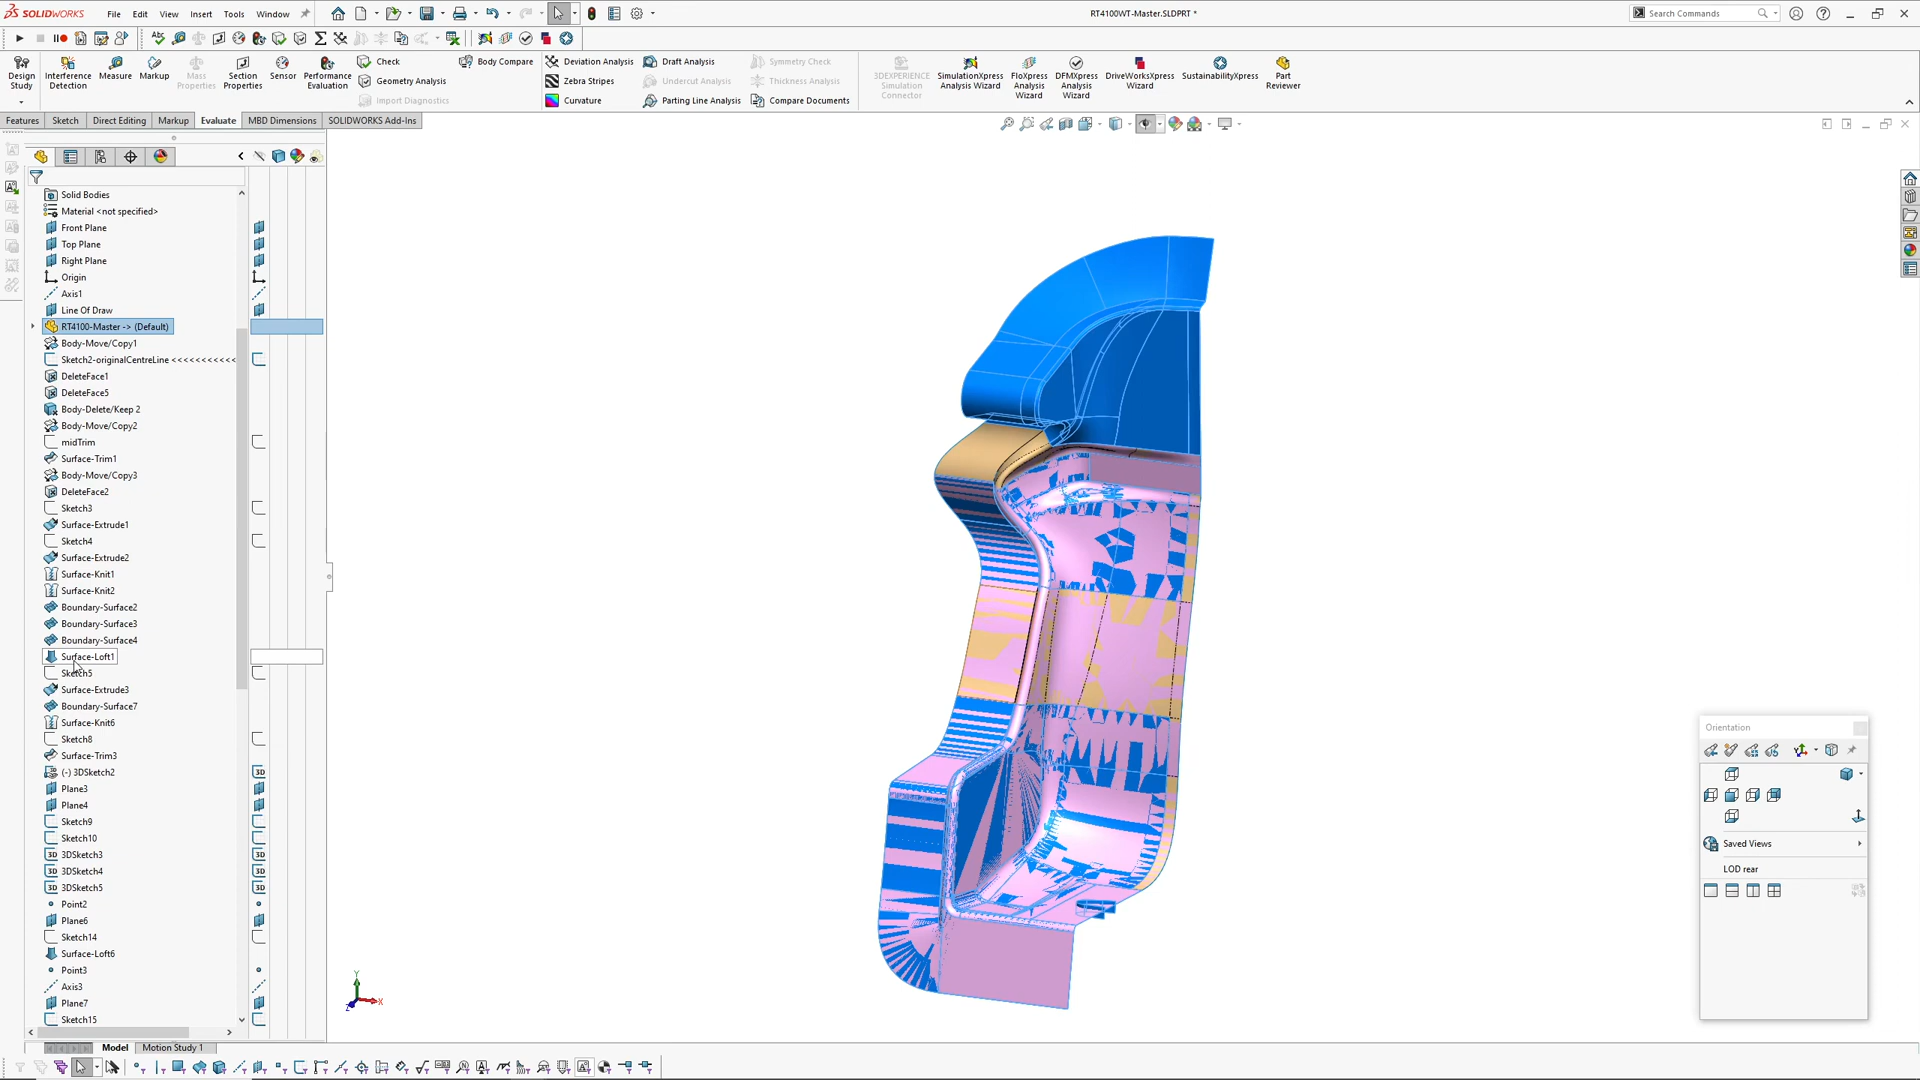 SOLIDWORKS File Edit View Insert Tools Window RT4100WT-Master.SLDPRT * Search Commands
Design Study
Interference Detection
Measure
Markup
Mass Properties
Section Properties
Sensor
Performance Evaluation
Check
Geometry Analysis
Import Diagnostics
Body Compare
Deviation Analysis
Zebra Stripes
Curvature
Draft Analysis
Undercut Analysis
Parting Line Analysis
Symmetry Check
Thickness Analysis
Compare Documents
3DEXPERIENCE Simulation Connector
SimulationXpress Analysis Wizard
FloXpress Analysis Wizard
DFMXpress Analysis Wizard
DriveWorksXpress Wizard
SustainabilityXpress
Part Reviewer
Features Sketch Direct Editing Markup Evaluate MBD Dimensions SOLIDWORKS Add-Ins
Solid Bodies
Material <not specified>
Front Plane
Top Plane
Right Plane
Origin
Axis1
Line Of Draw
RT4100-Master -> (Default)
Body-Move/Copy1
Sketch2-originalCentreLine <<<<<<<<<<<
DeleteFace1
DeleteFace5
Body-Delete/Keep 2
Body-Move/Copy2
midTrim
Surface-Trim1
Body-Move/Copy3
DeleteFace2
Sketch3
Surface-Extrude1
Sketch4
Surface-Extrude2
Surface-Knit1
Surface-Knit2
Boundary-Surface2
Boundary-Surface3
Boundary-Surface4
Surface-Loft1
Sketch5
Surface-Extrude3
Boundary-Surface7
Surface-Knit6
Sketch8
Surface-Trim3
(-) 3DSketch2
Plane3
Plane4
Sketch9
Sketch10
3DSketch3
3DSketch4
3DSketch5
Point2
Plane6
Sketch14
Surface-Loft6
Point3
Axis3
Plane7
Sketch15
3D
3D
3D
3D
Y
X
Z
Orientation
Saved Views
LOD rear
Model Motion Study 1